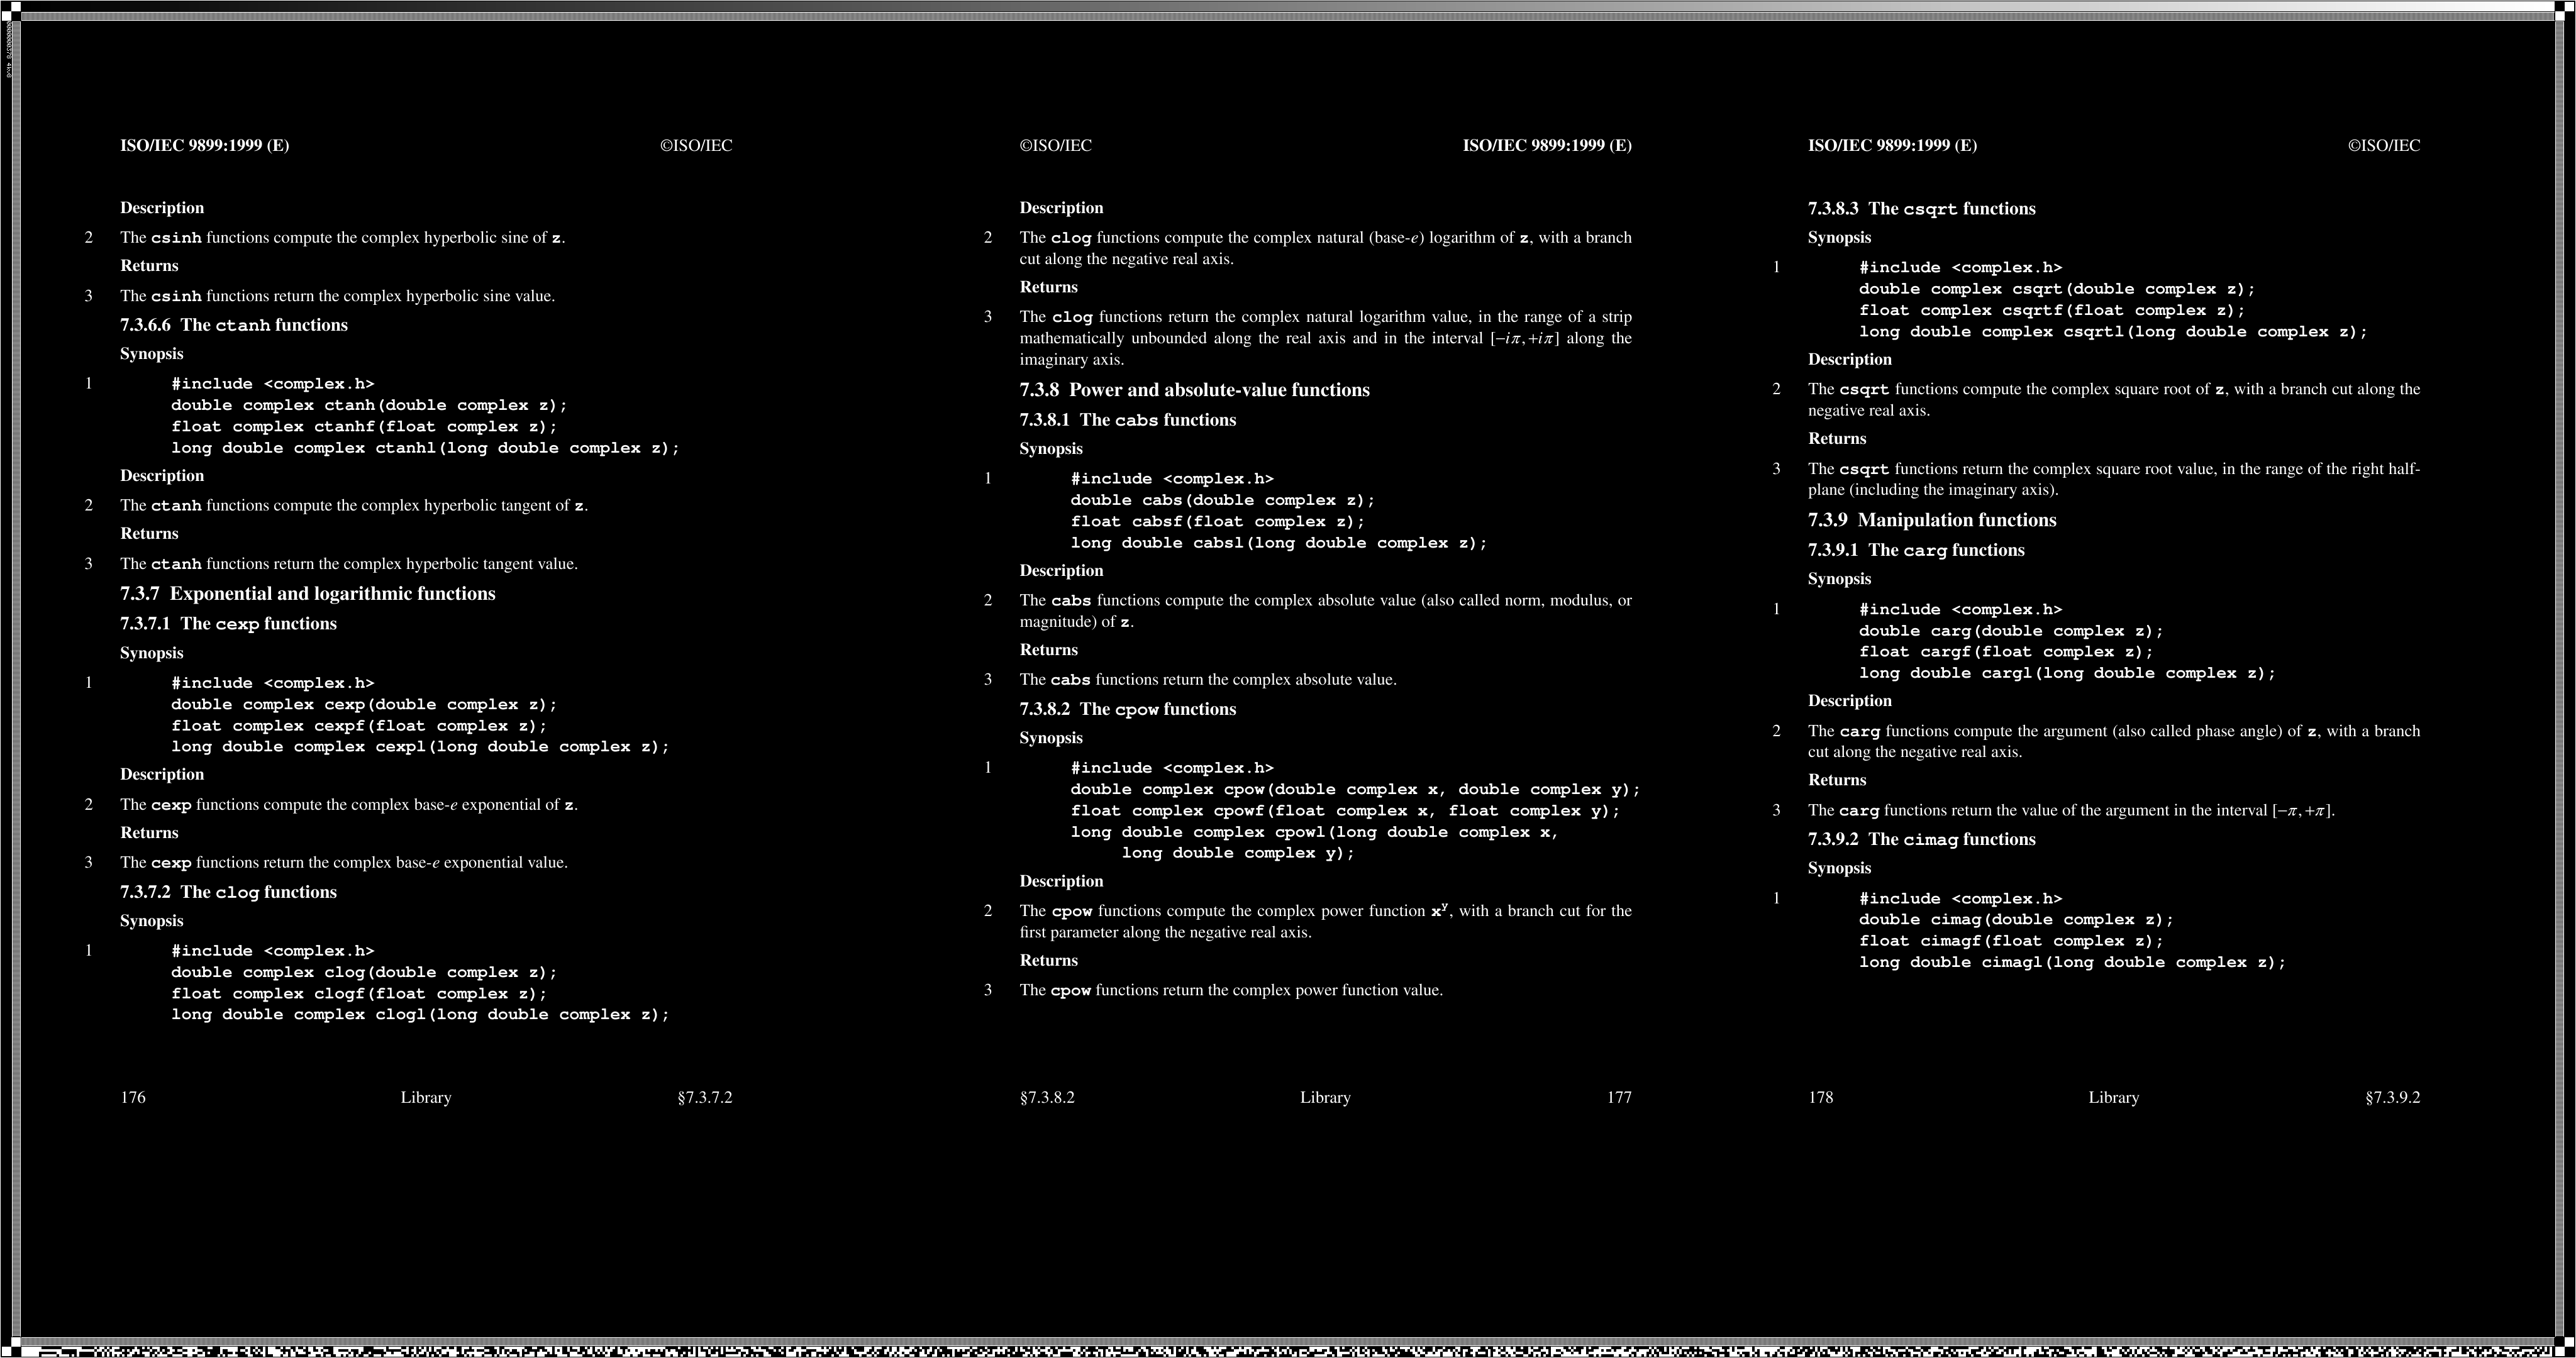 ISO/IEC 9899:1999 (E) ©ISO/IEC
Description
2 The csinh functions compute the complex hyperbolic sine of z.
Returns
3 The csinh functions return the complex hyperbolic sine value.
7.3.6.6 The ctanh functions
Synopsis
1 #include <complex.h>
double complex ctanh(double complex z);
float complex ctanhf(float complex z);
long double complex ctanhl(long double complex z);
Description
2 The ctanh functions compute the complex hyperbolic tangent of z.
Returns
3 The ctanh functions return the complex hyperbolic tangent value.
7.3.7 Exponential and logarithmic functions
7.3.7.1 The cexp functions
Synopsis
1 #include <complex.h>
double complex cexp(double complex z);
float complex cexpf(float complex z);
long double complex cexpl(long double complex z);
Description
2 The cexp functions compute the complex base-e exponential of z.
Returns
3 The cexp functions return the complex base-e exponential value.
7.3.7.2 The clog functions
Synopsis
1 #include <complex.h>
double complex clog(double complex z);
float complex clogf(float complex z);
long double complex clogl(long double complex z);
176 Library §7.3.7.2
©ISO/IEC ISO/IEC 9899:1999 (E)
Description
2 The clog functions compute the complex natural (base-e) logarithm of z, with a branch
cut along the negative real axis.
Returns
3 The clog functions return the complex natural logarithm value, in the range of a strip
mathematically unbounded along the real axis and in the interval [−iπ, +iπ] along the
imaginary axis.
7.3.8 Power and absolute-value functions
7.3.8.1 The cabs functions
Synopsis
1 #include <complex.h>
double cabs(double complex z);
float cabsf(float complex z);
long double cabsl(long double complex z);
Description
2 The cabs functions compute the complex absolute value (also called norm, modulus, or
magnitude) of z.
Returns
3 The cabs functions return the complex absolute value.
7.3.8.2 The cpow functions
Synopsis
1 #include <complex.h>
double complex cpow(double complex x, double complex y);
float complex cpowf(float complex x, float complex y);
long double complex cpowl(long double complex x,
long double complex y);
Description
2 The cpow functions compute the complex power function x^y, with a branch cut for the
first parameter along the negative real axis.
Returns
3 The cpow functions return the complex power function value.
§7.3.8.2 Library 177
ISO/IEC 9899:1999 (E) ©ISO/IEC
7.3.8.3 The csqrt functions
Synopsis
1 #include <complex.h>
double complex csqrt(double complex z);
float complex csqrtf(float complex z);
long double complex csqrtl(long double complex z);
Description
2 The csqrt functions compute the complex square root of z, with a branch cut along the
negative real axis.
Returns
3 The csqrt functions return the complex square root value, in the range of the right half-
plane (including the imaginary axis).
7.3.9 Manipulation functions
7.3.9.1 The carg functions
Synopsis
1 #include <complex.h>
double carg(double complex z);
float cargf(float complex z);
long double cargl(long double complex z);
Description
2 The carg functions compute the argument (also called phase angle) of z, with a branch
cut along the negative real axis.
Returns
3 The carg functions return the value of the argument in the interval [−π, +π].
7.3.9.2 The cimag functions
Synopsis
1 #include <complex.h>
double cimag(double complex z);
float cimagf(float complex z);
long double cimagl(long double complex z);
178 Library §7.3.9.2